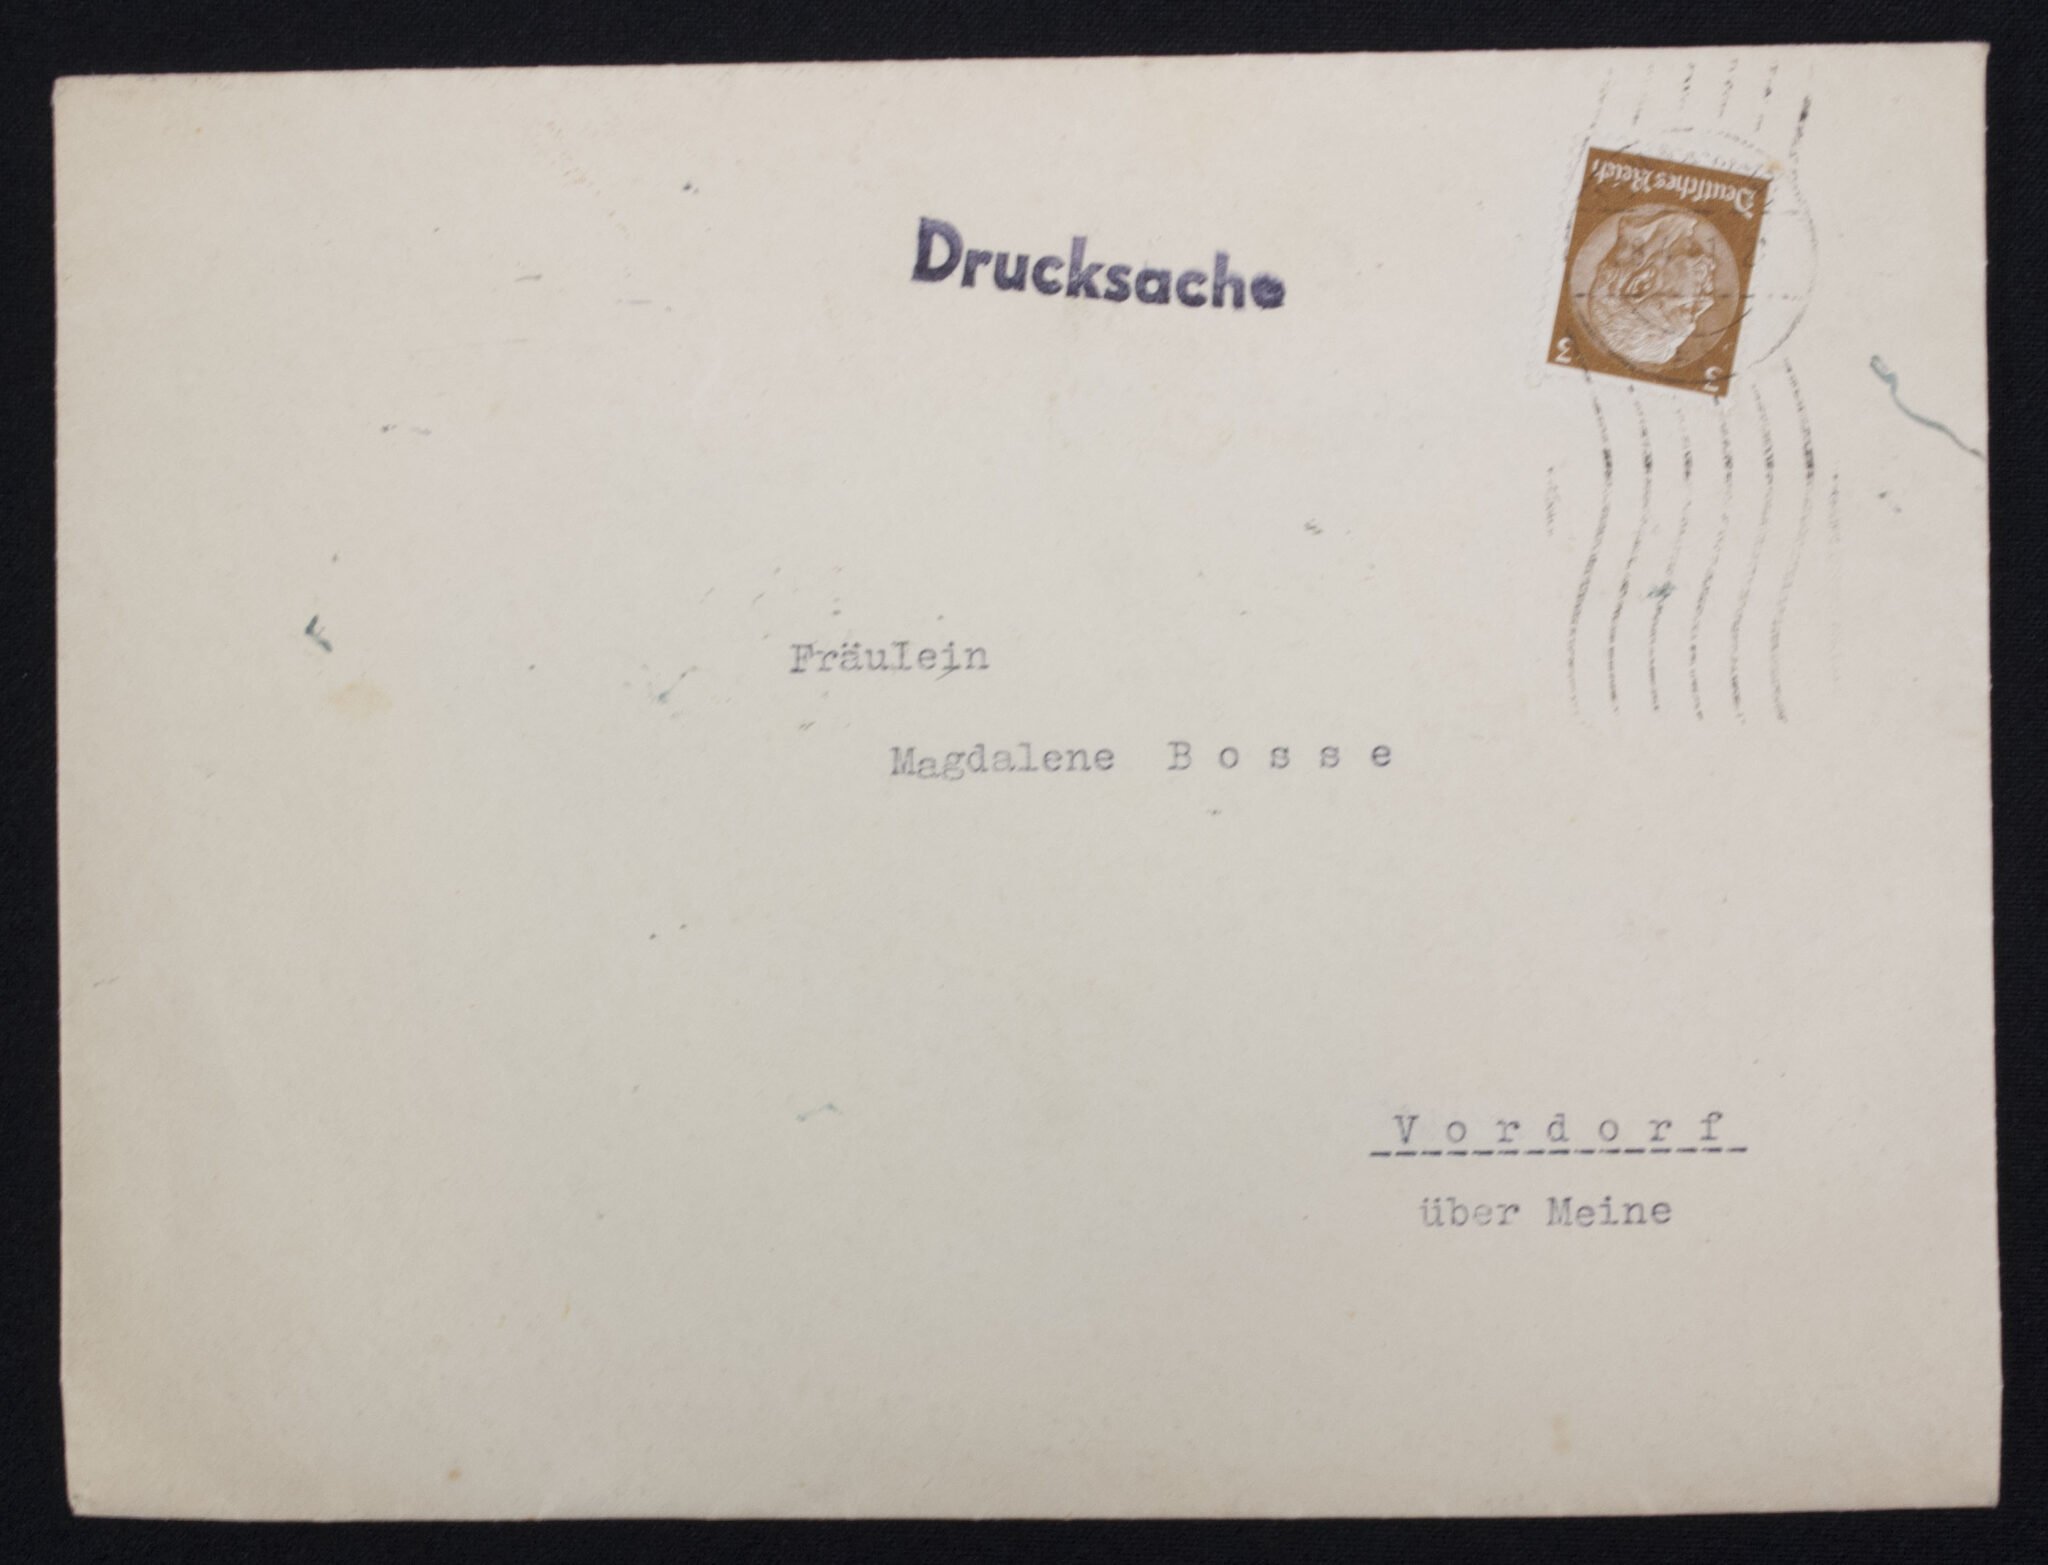 Drucksache
Deutsches Reich
3 3
Fräulein
Magdalene B o s s e
V o r d o r f
über Meine